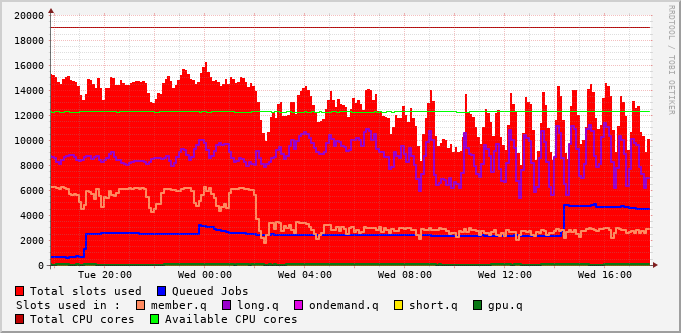 20000
18000
16000
14000
12000
10000
8000
6000
4000
2000
0
Tue 20:00 Wed 00:00 Wed 04:00 Wed 08:00 Wed 12:00 Wed 16:00
RRDTOOL / TOBI OETIKER
Total slots used Queued Jobs
Slots used in : member.q long.q ondemand.q short.q gpu.q
Total CPU cores Available CPU cores